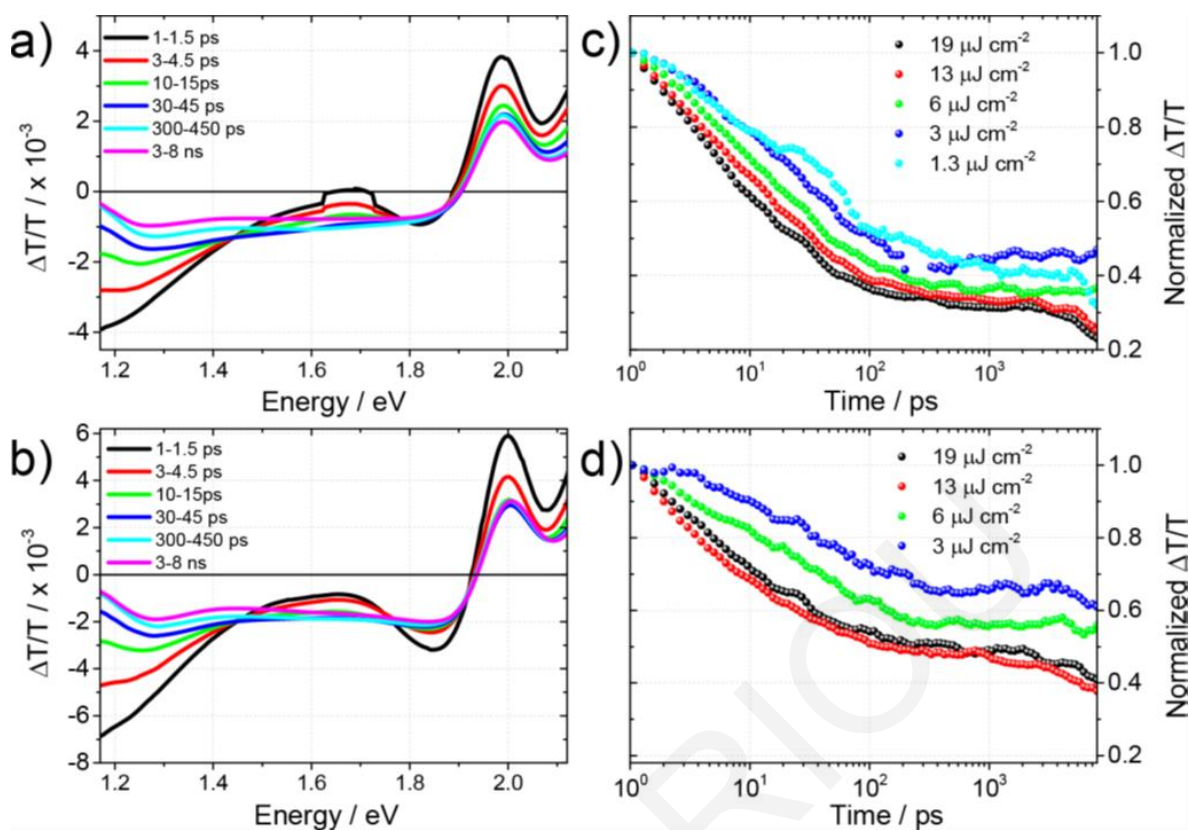 a)
1-1.5 ps
3-4.5 ps
10-15ps
30-45 ps
300-450 ps
3-8 ns
4
2
0
-2
-4
ΔT/T / x 10⁻³
1.2 1.4 1.6 1.8 2.0
Energy / eV
c)
19 μJ cm⁻²
13 μJ cm⁻²
6 μJ cm⁻²
3 μJ cm⁻²
1.3 μJ cm⁻²
1.0
0.8
0.6
0.4
0.2
Normalized ΔT/T
10⁰ 10¹ 10² 10³
Time / ps
b)
1-1.5 ps
3-4.5 ps
10-15ps
30-45 ps
300-450 ps
3-8 ns
6
4
2
0
-2
-4
-6
-8
ΔT/T / x 10⁻³
1.2 1.4 1.6 1.8 2.0
Energy / eV
d)
19 μJ cm⁻²
13 μJ cm⁻²
6 μJ cm⁻²
3 μJ cm⁻²
1.0
0.8
0.6
0.4
0.2
Normalized ΔT/T
10⁰ 10¹ 10² 10³
Time / ps
RIOU